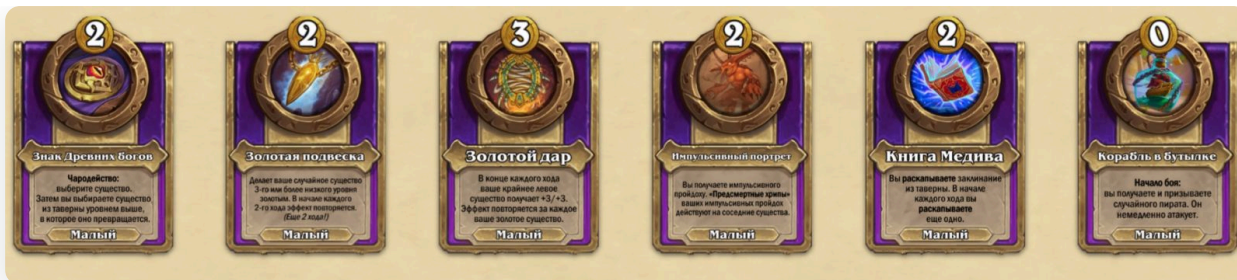 2
Знак Древних богов
Чародейство:
выберите существо.
Затем вы выбираете существо
из таверны уровнем выше,
в которое оно превращается.
Малый
2
Золотая подвеска
Делает ваше случайное существо
3-го или более низкого уровня
золотым. В начале каждого
2-го хода эффект повторяется.
(Еще 2 хода!)
Малый
3
Золотой дар
В конце каждого хода
ваше крайнее левое
существо получает +3/+3.
Эффект повторяется за каждое
ваше золотое существо.
Малый
2
Импульсивный портрет
Вы получаете импульсивного
пройдоху. «Предсмертные хрипы»
ваших импульсивных пройдох
действуют на соседние существа.
Малый
2
Книга Медива
Вы раскапываете заклинание
из таверны. В начале
каждого хода вы
раскапываете
еще одно.
Малый
0
Корабль в бутылке
Начало боя:
вы получаете и призываете
случайного пирата. Он
немедленно атакует.
Малый